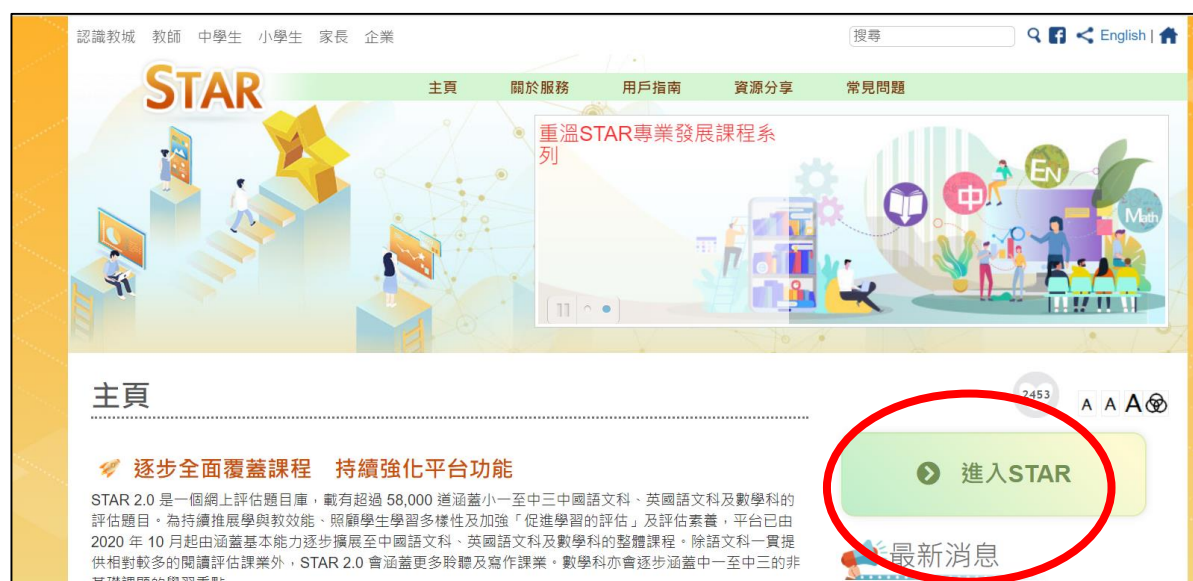 認識教城 教師 中學生 小學生 家長 企業
搜尋
English |
STAR
主頁 關於服務 用戶指南 資源分享 常見問題
重溫STAR專業發展課程系
列
中
EN
Math
主頁
2453
A A A
進入STAR
逐步全面覆蓋課程 持續強化平台功能
STAR 2.0 是一個網上評估題目庫，載有超過 58,000 道涵蓋小一至中三中國語文科、英國語文科及數學科的
評估題目。為持續推展學與教效能、照顧學生學習多樣性及加強「促進學習的評估」及評估素養，平台已由
2020 年 10 月起由涵蓋基本能力逐步擴展至中國語文科、英國語文科及數學科的整體課程。除語文科一貫提
供相對較多的閱讀評估課業外，STAR 2.0 會涵蓋更多聆聽及寫作課業。數學科亦會逐步涵蓋中一至中三的非
基礎課題的學習重點
最新消息